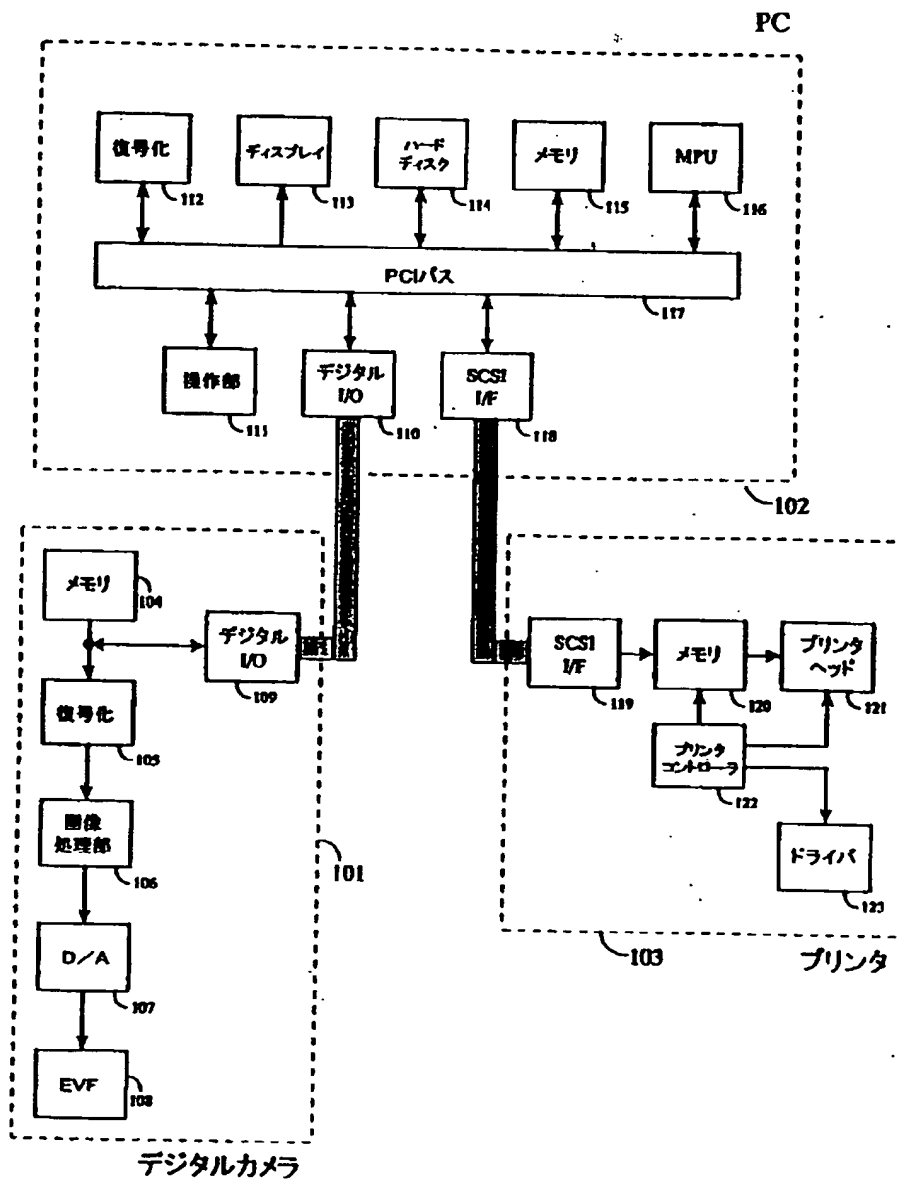 PC
復号化
112
ディスプレイ
113
ハード
ディスク
114
メモリ
115
MPU
116
PCIバス
117
操作部
111
デジタル
I/O
110
SCSI
I/F
118
102
メモリ
104
デジタル
I/O
109
復号化
105
画像
処理部
106
D/A
107
EVF
108
101
デジタルカメラ
SCSI
I/F
119
メモリ
120
プリンタ
ヘッド
121
プリンタ
コントローラ
122
ドライバ
123
103
プリンタ